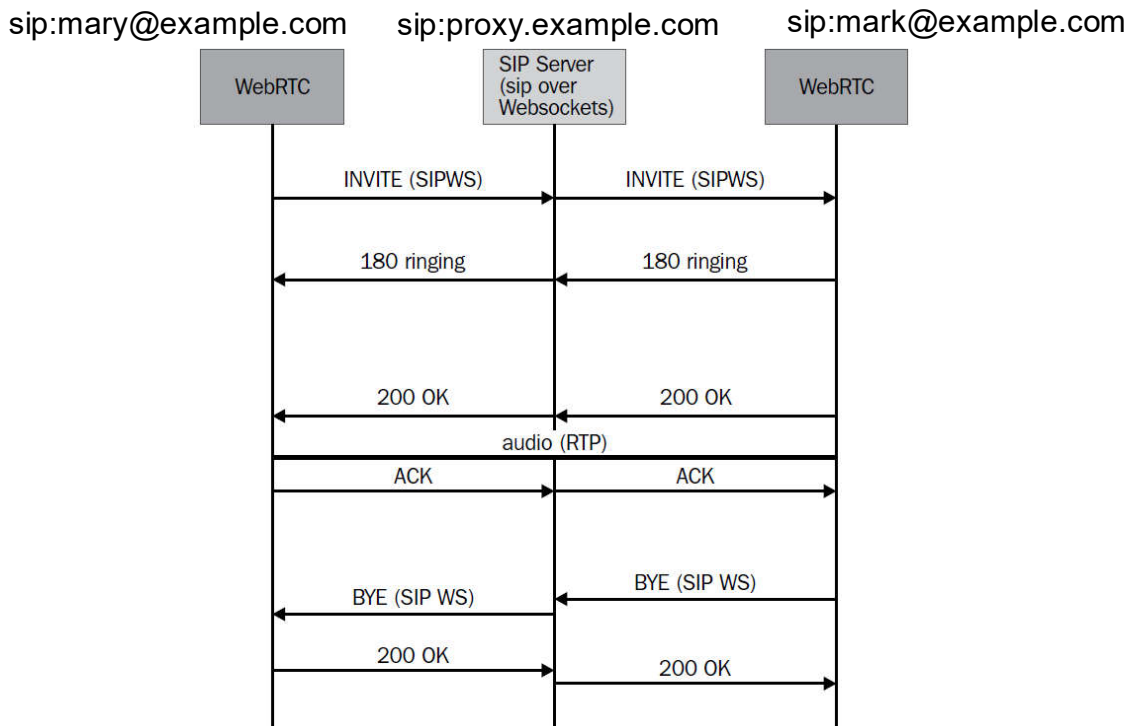 sip:mary@example.com
sip:proxy.example.com
sip:mark@example.com
WebRTC
SIP Server
(sip over
Websockets)
WebRTC
INVITE (SIPWS)
INVITE (SIPWS)
180 ringing
180 ringing
200 OK
200 OK
audio (RTP)
ACK
ACK
BYE (SIP WS)
BYE (SIP WS)
200 OK
200 OK